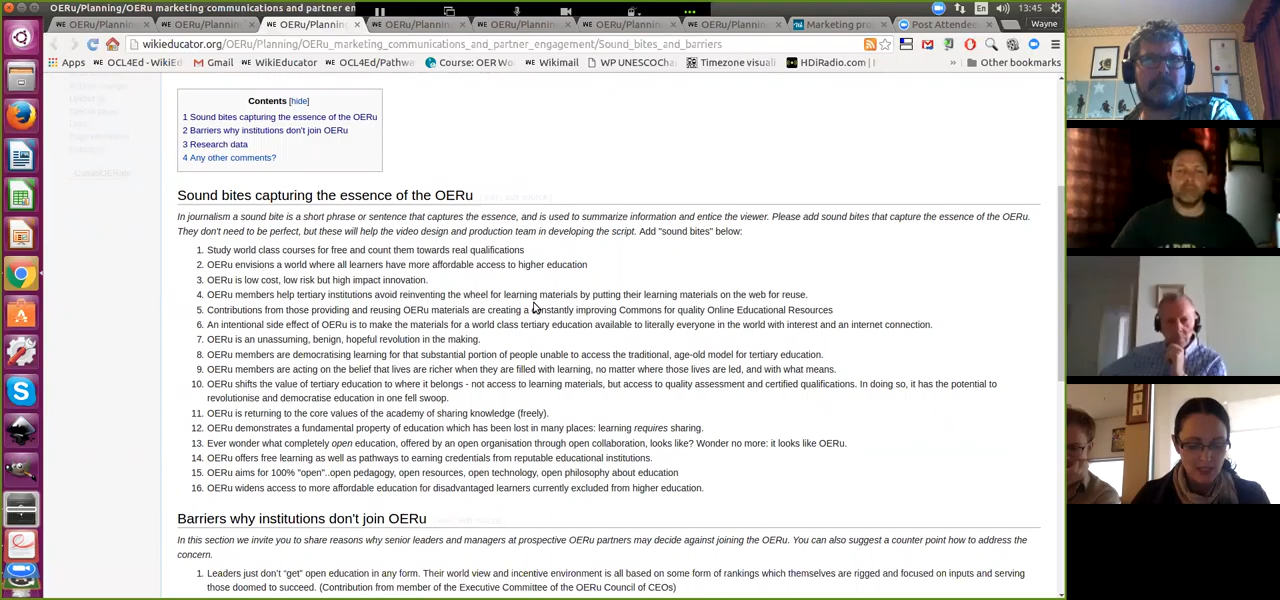 OERu/Planning/OERu marketing communications and partner en
13:45
En
OERu/Plannin
OERu/Plannin
OERu/Plannin
OERu/Plannin
OERu/Plannin
OERu/Plannin
OERu/Plannin
Marketing pro
Post Attendee
Wayne
wikieducator.org/OERu/Planning/OERu_marketing_communications_and_partner_engagement/Sound_bites_and_barriers
Apps
OCL4Ed - WikiEd
Gmail
WikiEducator
OCL4Ed/Pathw
Course: OER Wo
Wikimail
WP UNESCOCha
Timezone visuali
HDiRadio.com |
»
Other bookmarks
Contents [hide]
1 Sound bites capturing the essence of the OERu
2 Barriers why institutions don't join OERu
3 Research data
4 Any other comments?
Sound bites capturing the essence of the OERu
In journalism a sound bite is a short phrase or sentence that captures the essence, and is used to summarize information and entice the viewer. Please add sound bites that capture the essence of the OERu.
They don't need to be perfect, but these will help the video design and production team in developing the script. Add "sound bites" below:
1. Study world class courses for free and count them towards real qualifications
2. OERu envisions a world where all learners have more affordable access to higher education
3. OERu is low cost, low risk but high impact innovation.
4. OERu members help tertiary institutions avoid reinventing the wheel for learning materials by putting their learning materials on the web for reuse.
5. Contributions from those providing and reusing OERu materials are creating a constantly improving Commons for quality Online Educational Resources
6. An intentional side effect of OERu is to make the materials for a world class tertiary education available to literally everyone in the world with interest and an internet connection.
7. OERu is an unassuming, benign, hopeful revolution in the making.
8. OERu members are democratising learning for that substantial portion of people unable to access the traditional, age-old model for tertiary education.
9. OERu members are acting on the belief that lives are richer when they are filled with learning, no matter where those lives are led, and with what means.
10. OERu shifts the value of tertiary education to where it belongs - not access to learning materials, but access to quality assessment and certified qualifications. In doing so, it has the potential to
revolutionise and democratise education in one fell swoop.
11. OERu is returning to the core values of the academy of sharing knowledge (freely).
12. OERu demonstrates a fundamental property of education which has been lost in many places: learning requires sharing.
13. Ever wonder what completely open education, offered by an open organisation through open collaboration, looks like? Wonder no more: it looks like OERu.
14. OERu offers free learning as well as pathways to earning credentials from reputable educational institutions.
15. OERu aims for 100% "open"..open pedagogy, open resources, open technology, open philosophy about education
16. OERu widens access to more affordable education for disadvantaged learners currently excluded from higher education.
Barriers why institutions don't join OERu
In this section we invite you to share reasons why senior leaders and managers at prospective OERu partners may decide against joining the OERu. You can also suggest a counter point how to address the
concern.
1. Leaders just don't "get" open education in any form. Their world view and incentive environment is all based on some form of rankings which themselves are rigged and focused on inputs and serving
those doomed to succeed. (Contribution from member of the Executive Committee of the OERu Council of CEOs)